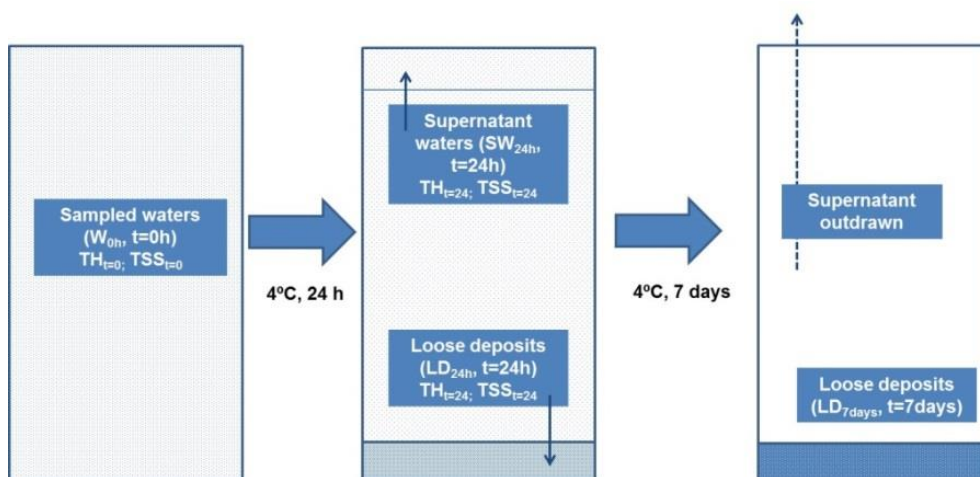 Sampled waters
(W0h, t=0h)
THt=0; TSSt=0
4ºC, 24 h
Supernatant
waters (SW24h,
t=24h)
THt=24; TSSt=24
Loose deposits
(LD24h, t=24h)
THt=24; TSSt=24
4ºC, 7 days
Supernatant
outdrawn
Loose deposits
(LD7days, t=7days)